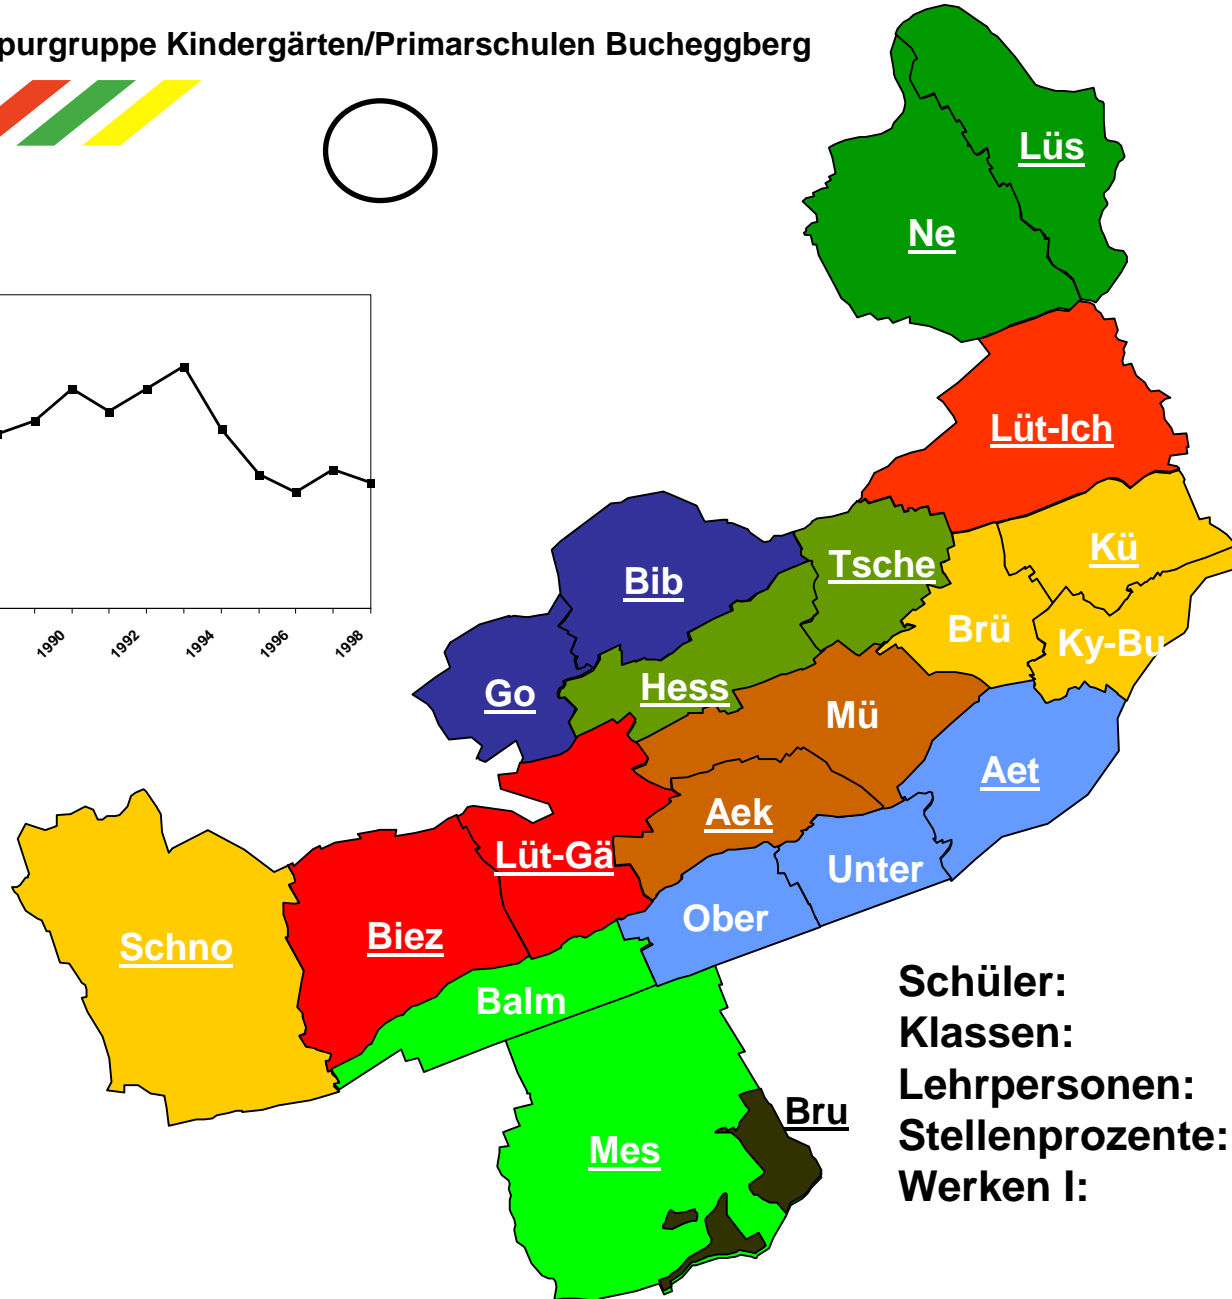 purgruppe Kindergärten/Primarschulen Bucheggberg
Lüs
Ne
Lüt-Ich
Kü
Tsche
Bib
Brü
Ky-Bu
1990
1992
1994
1996
1998
Go
Hess
Mü
Aet
Aek
Lüt-Gä
Unter
Ober
Biez
Schno
Balm
Schüler:
Klassen:
Lehrpersonen:
Bru
Stellenprozente:
Mes
Werken I: